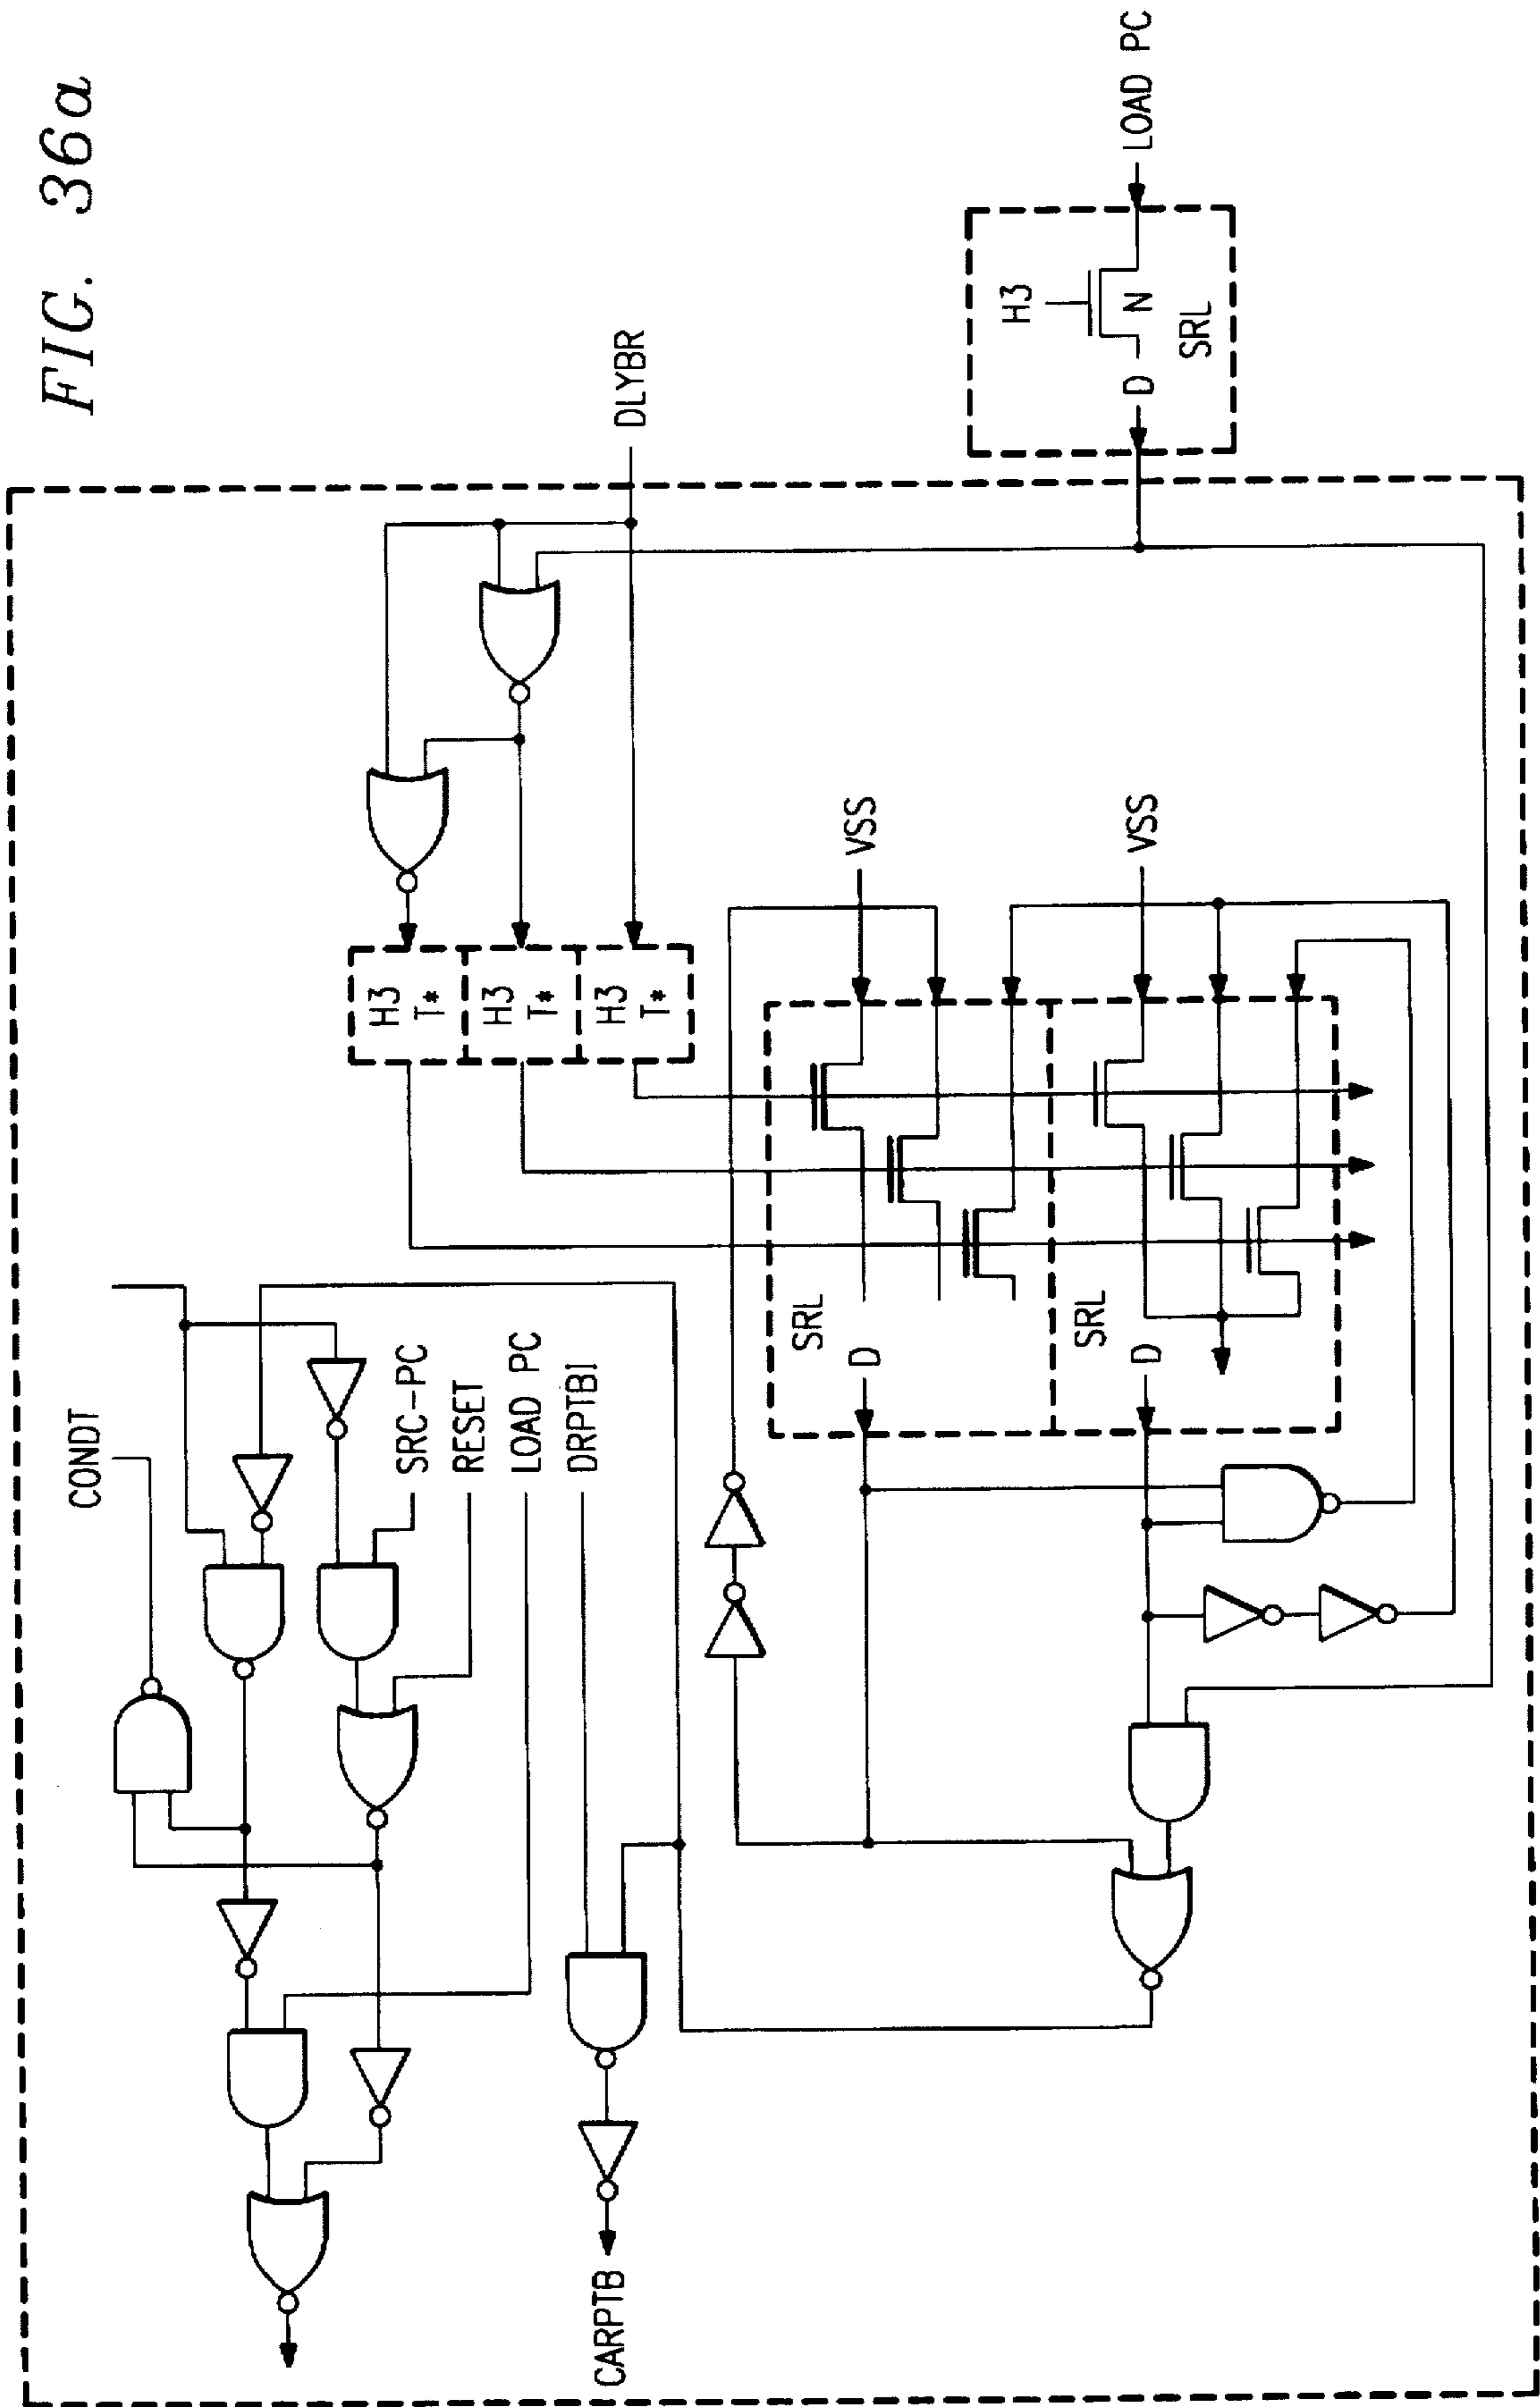 FIG. 36a
LOAD PC
H3
N
D
SRL
DLYBR
H3
T*
H3
T*
H3
T*
VSS
VSS
SRL
D
SRL
D
CONDT
SRC-PC
RESET
LOAD PC
DRPTBI
CARPTB